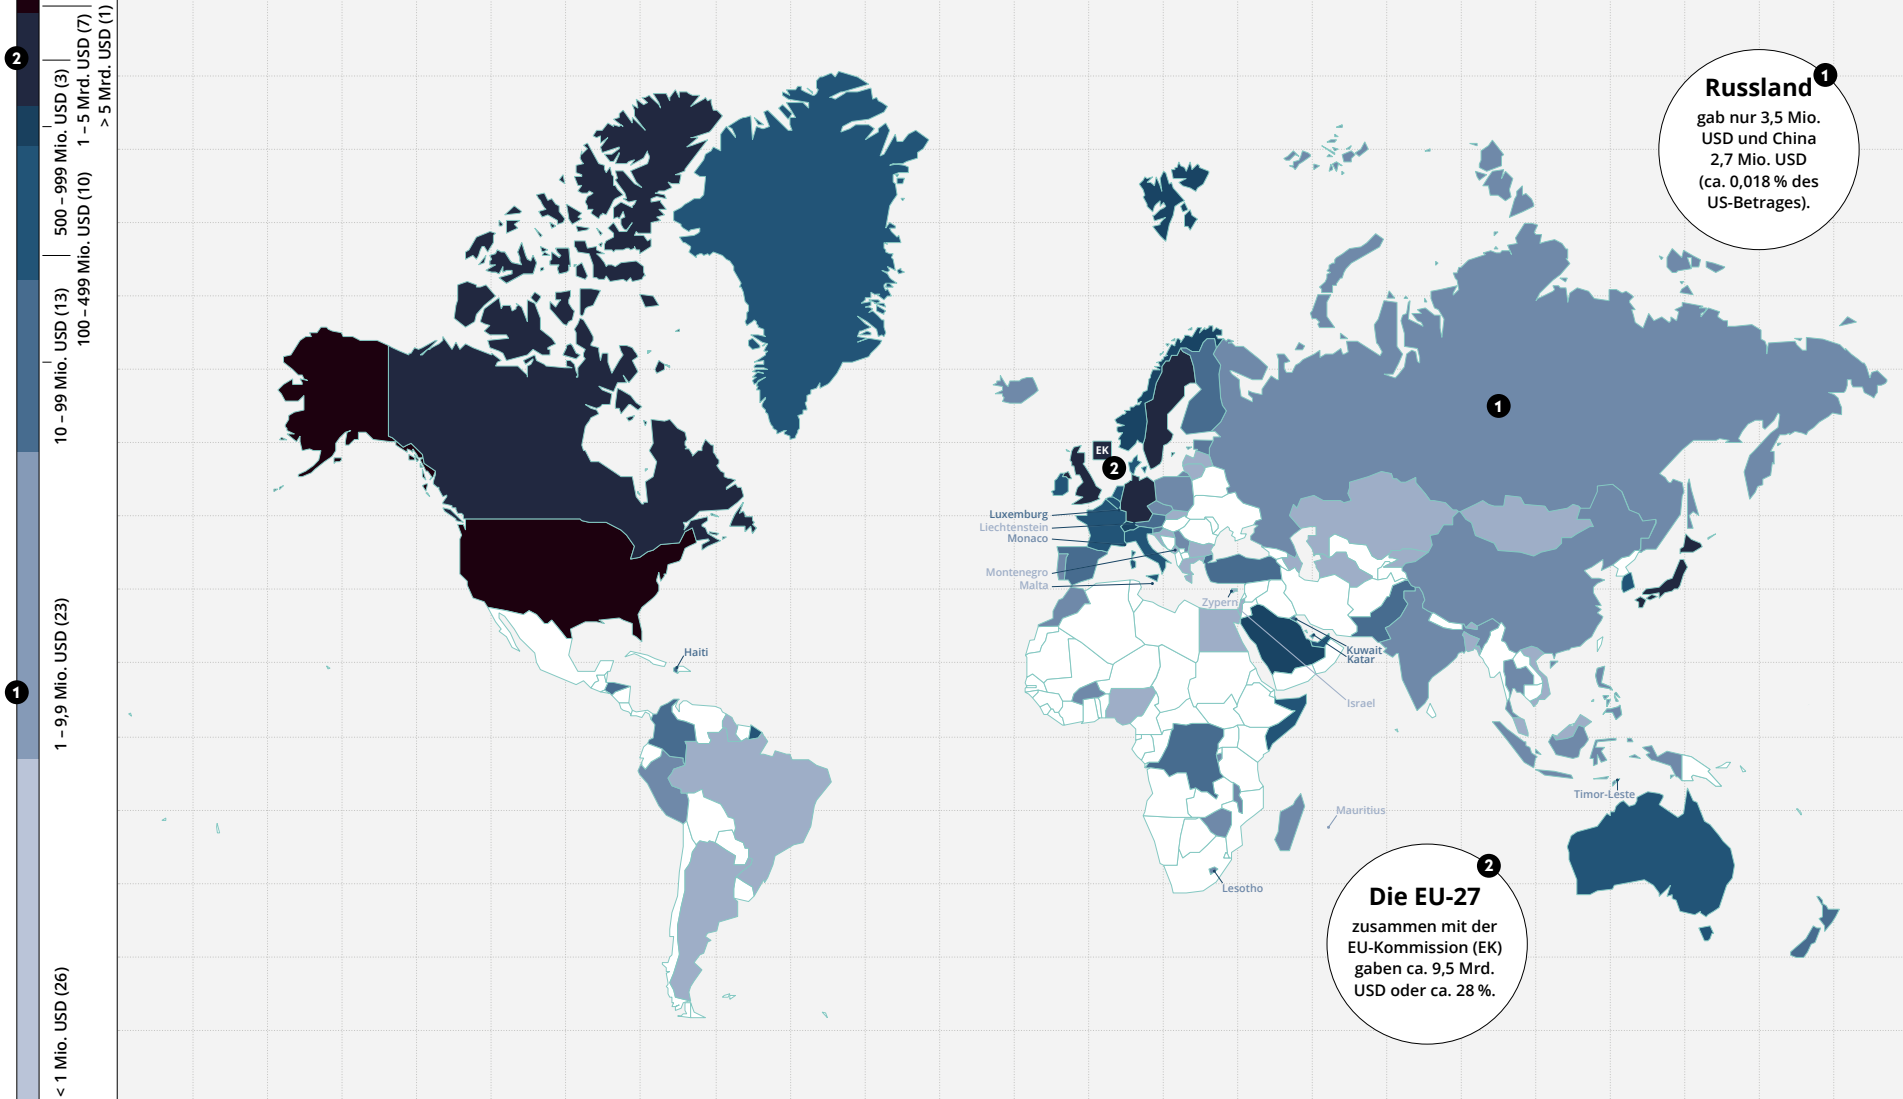 2
1
< 1 Mio. USD (26)
1 – 9,9 Mio. USD (23)
10 – 99 Mio. USD (13)
100 – 499 Mio. USD (10)
500 – 999 Mio. USD (3)
1 – 5 Mrd. USD (7)
> 5 Mrd. USD (1)
1
Russland
gab nur 3,5 Mio.
USD und China
2,7 Mio. USD
(ca. 0,018 % des
US-Betrages).
1
EK
2
Luxemburg
Liechtenstein
Monaco
Montenegro
Malta
Zypern
Haiti
Kuwait
Katar
Israel
Timor-Leste
Mauritius
Lesotho
2
Die EU-27
zusammen mit der
EU-Kommission (EK)
gaben ca. 9,5 Mrd.
USD oder ca. 28 %.